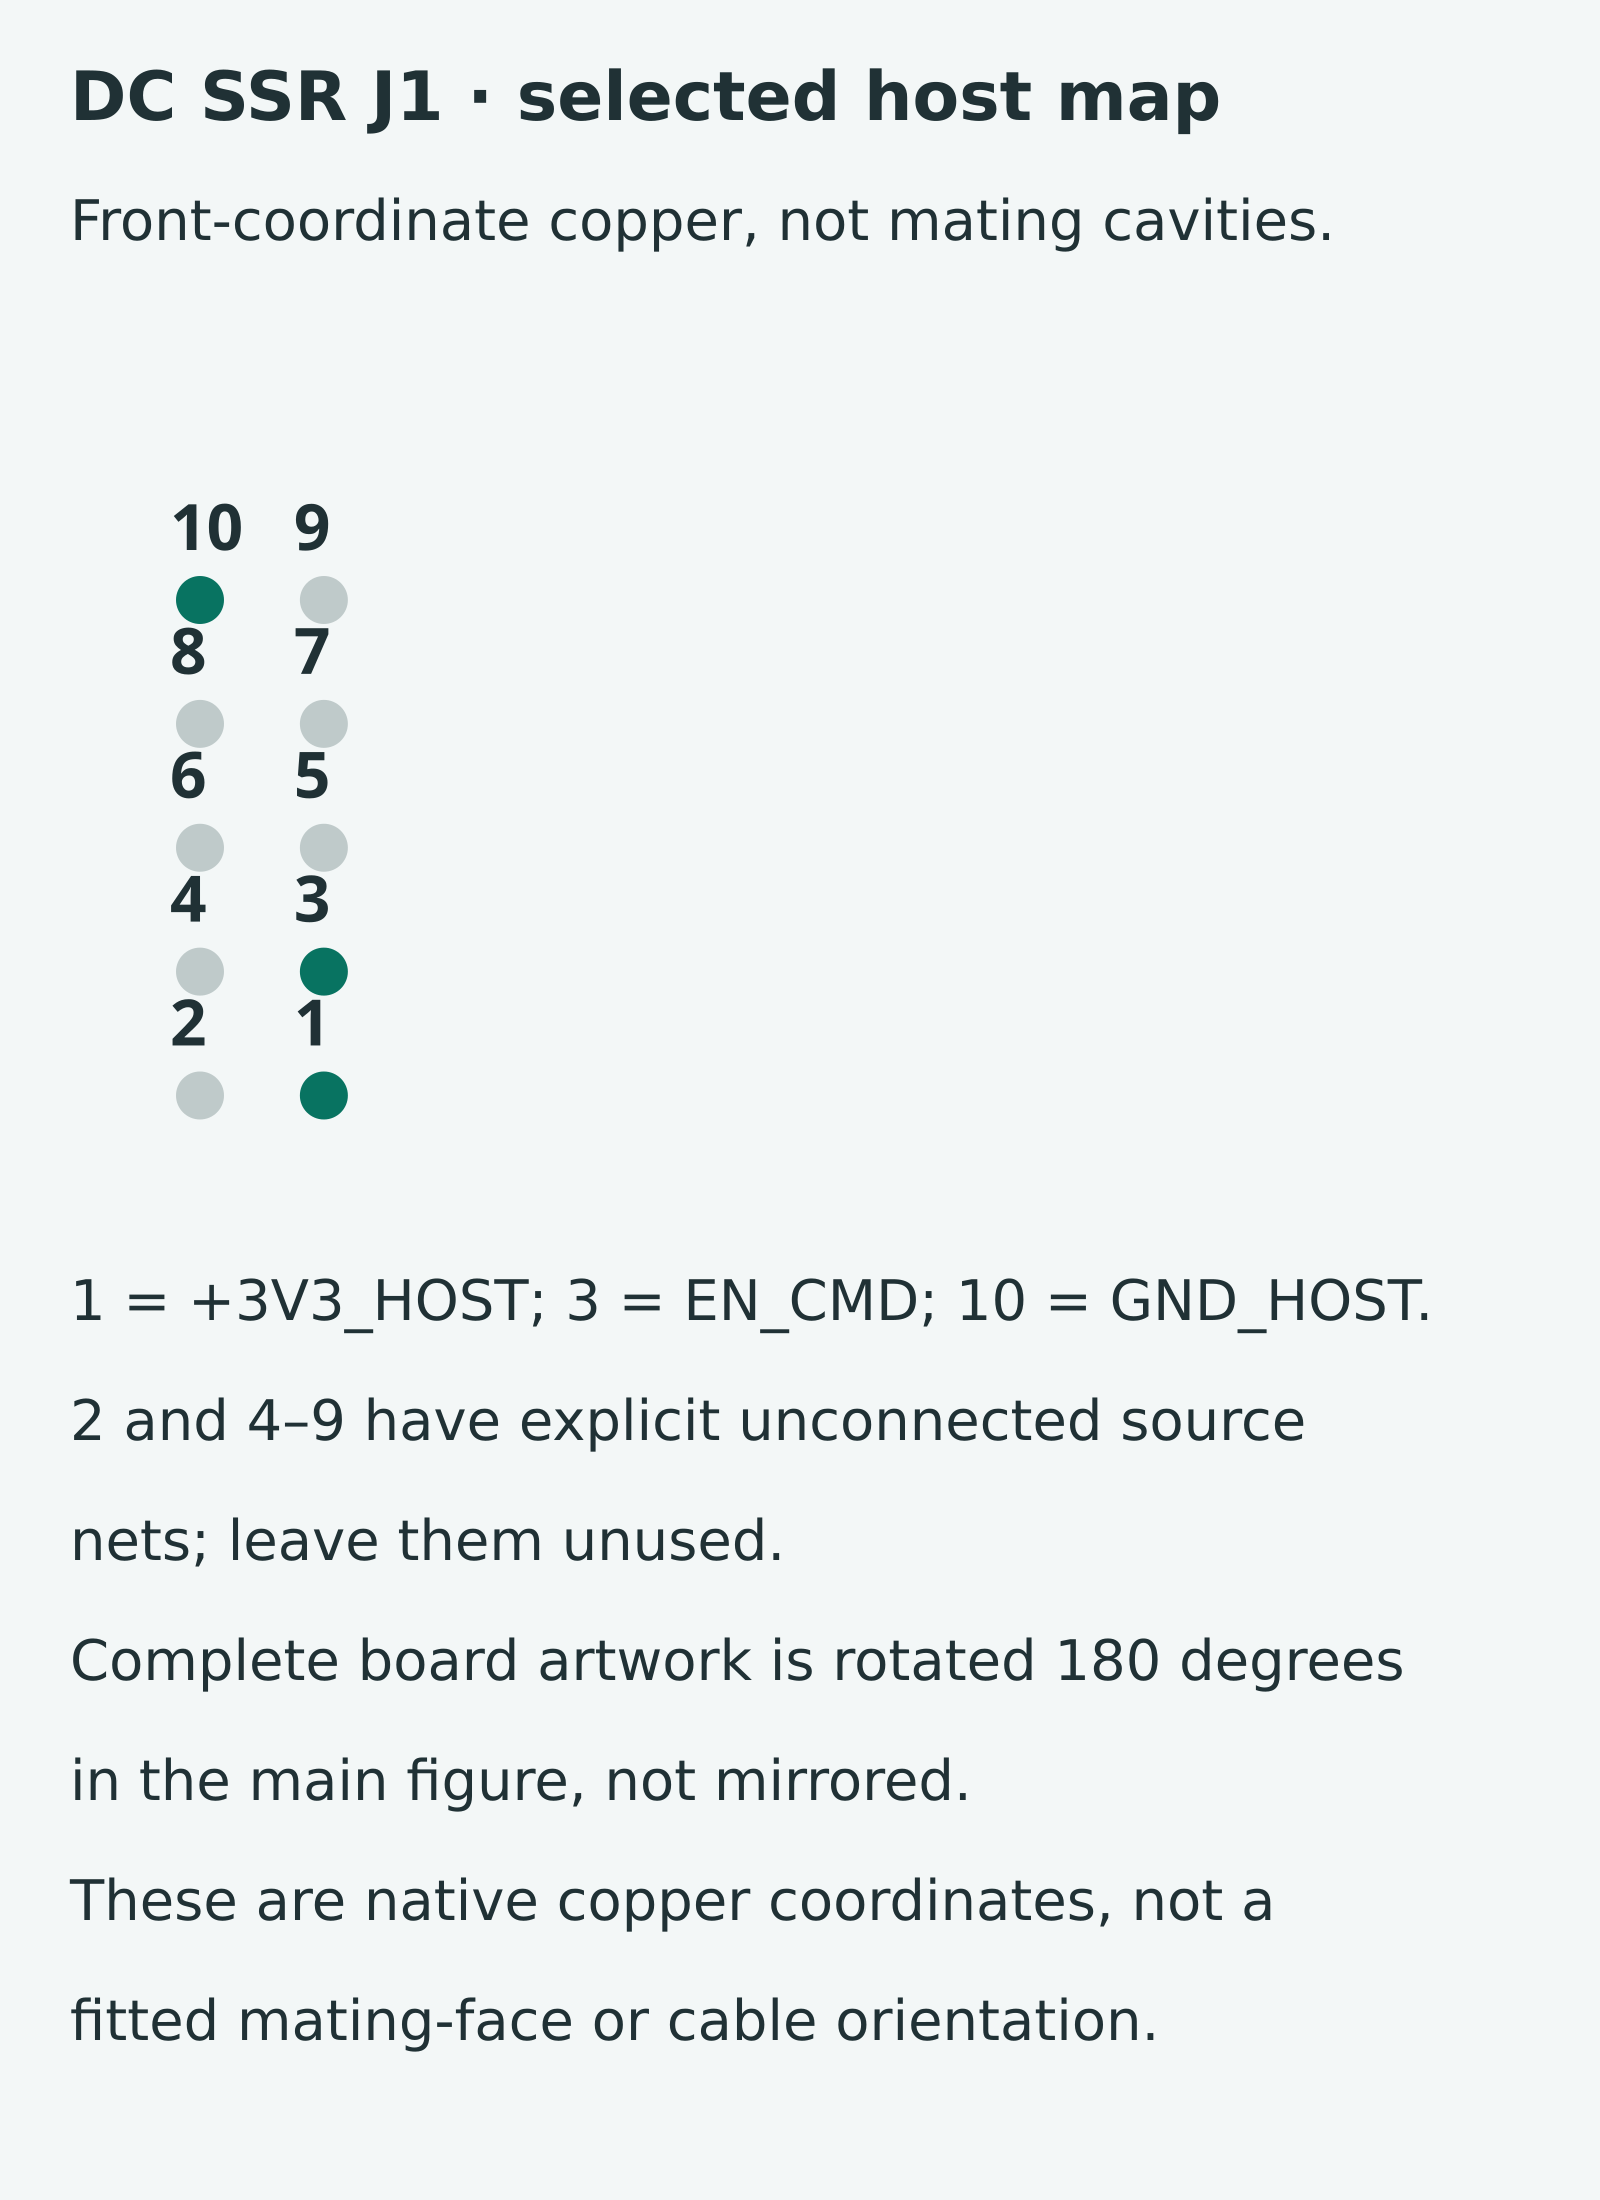 DC SSR J1 · selected host map
Front-coordinate copper, not mating cavities.
10 9
8 7
6 5
4 3
2 1
1 = +3V3_HOST; 3 = EN_CMD; 10 = GND_HOST.
2 and 4–9 have explicit unconnected source
nets; leave them unused.
Complete board artwork is rotated 180 degrees
in the main figure, not mirrored.
These are native copper coordinates, not a
fitted mating-face or cable orientation.